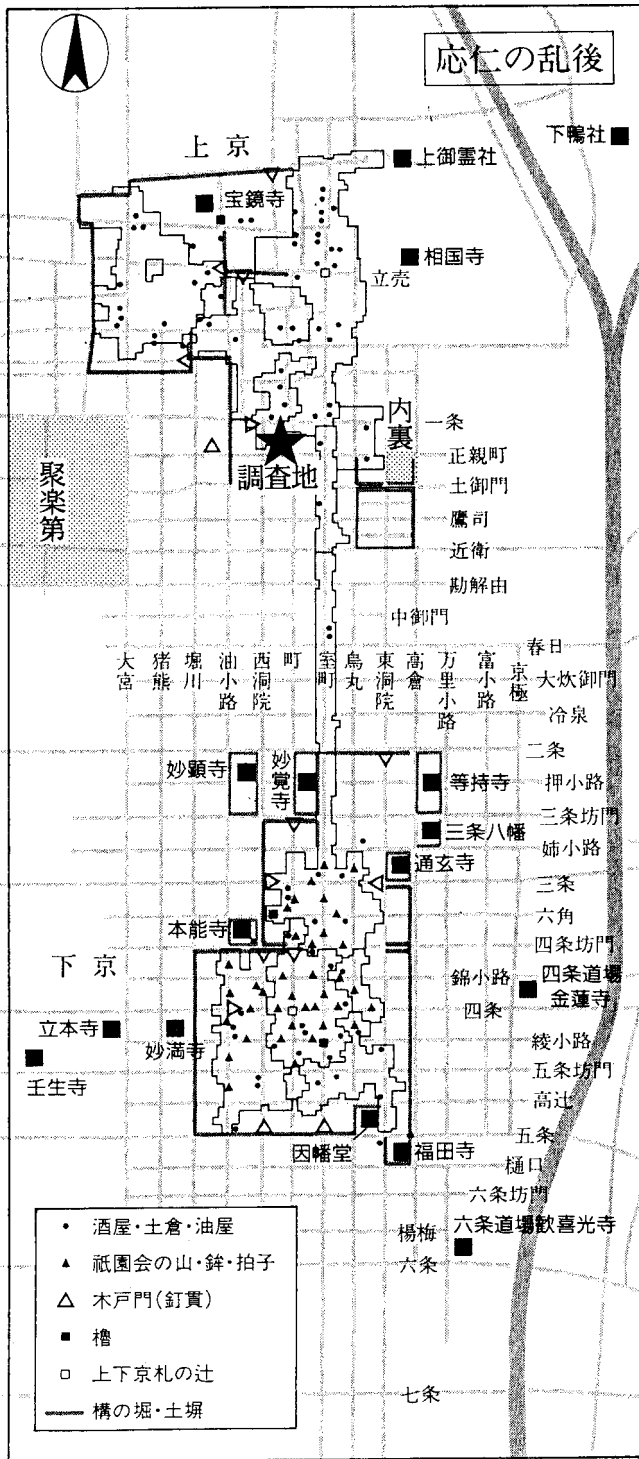 応仁の乱後
下鴨社
上京
上御霊社
宝鏡寺
相国寺
立売
内裏
一条
正親町
調査地
聚楽第
土御門
鷹司
近衛
勘解由
中御門
春日
大宮
猪熊
堀川
油小路
西洞院
町
室町
烏丸
東洞院
高倉
万里小路
富小路
京極
大炊御門
冷泉
二条
妙顕寺
妙覚寺
等持寺
押小路
三条坊門
三条八幡
姉小路
通玄寺
三条
六角
本能寺
四条坊門
下京
錦小路
四条道場
金蓮寺
四条
立本寺
妙満寺
綾小路
壬生寺
五条坊門
高辻
五条
因幡堂
福田寺
樋口
六条坊門
楊梅
六条道場歓喜光寺
六条
七条
酒屋・土倉・油屋
祇園会の山・鉾・拍子
木戸門(釘貫)
櫓
上下京札の辻
構の堀・土塀